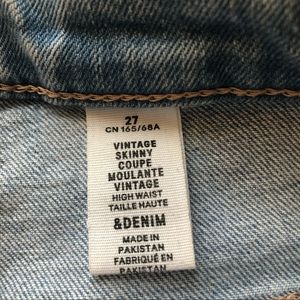 27
CN 165/68A
VINTAGE
SKINNY
COUPE
MOULANTE
VINTAGE
HIGH WAIST
TAILLE HAUTE
&DENIM
MADE IN
PAKISTAN
FABRIQUÉ EN
PAKISTAN